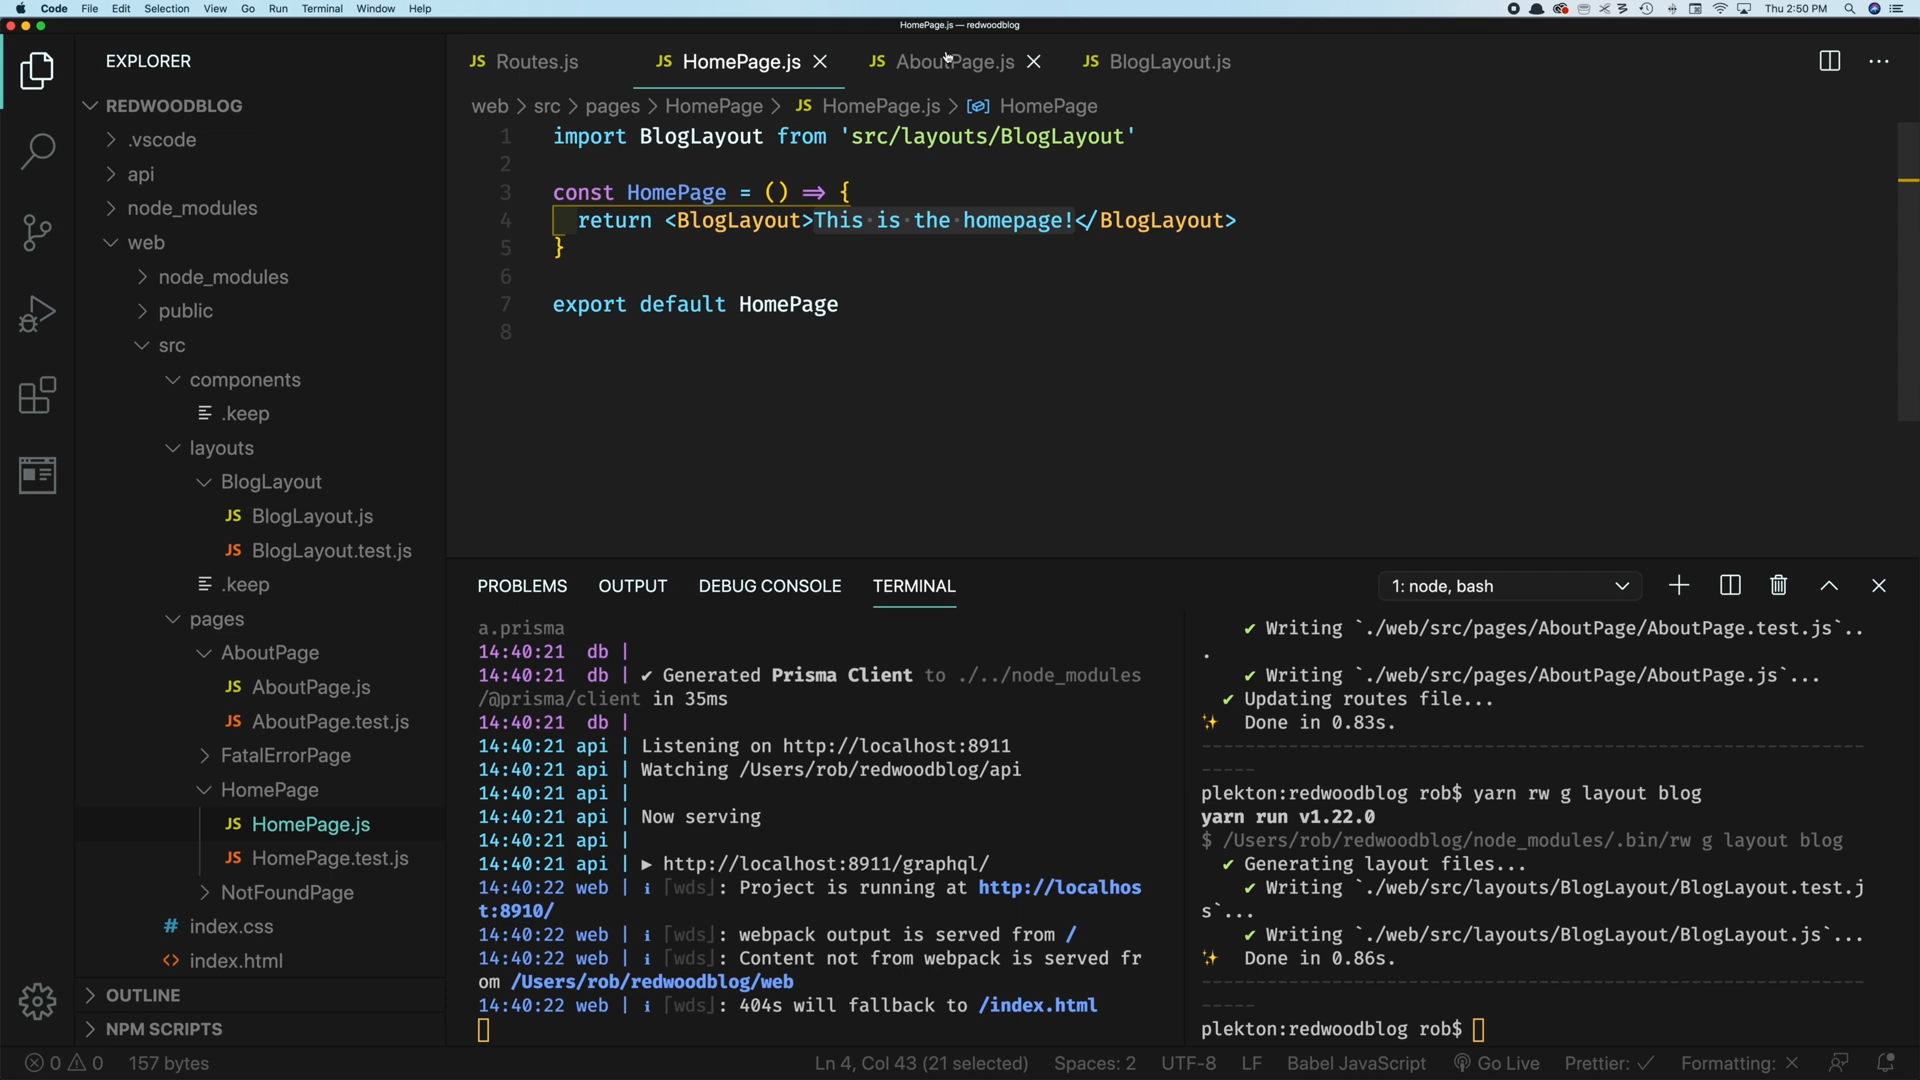 Code File Edit Selection View Go Run Terminal Window Help
Thu 2:50 PM
HomePage.js — redwoodblog
EXPLORER
REDWOODBLOG
.vscode
api
node_modules
web
node_modules
public
src
components
.keep
layouts
BlogLayout
JS BlogLayout.js
JS BlogLayout.test.js
.keep
pages
AboutPage
JS AboutPage.js
JS AboutPage.test.js
FatalErrorPage
HomePage
JS HomePage.js
JS HomePage.test.js
NotFoundPage
# index.css
<> index.html
OUTLINE
NPM SCRIPTS
JS Routes.js JS HomePage.js JS AboutPage.js JS BlogLayout.js
web > src > pages > HomePage > JS HomePage.js > HomePage
1 import BlogLayout from 'src/layouts/BlogLayout'
2
3 const HomePage = () => {
4 return <BlogLayout>This is the homepage!</BlogLayout>
5 }
6
7 export default HomePage
8
PROBLEMS OUTPUT DEBUG CONSOLE TERMINAL 1: node, bash
a.prisma
14:40:21 db |
14:40:21 db | ✔ Generated Prisma Client to ./../node_modules
/@prisma/client in 35ms
14:40:21 db |
14:40:21 api | Listening on http://localhost:8911
14:40:21 api | Watching /Users/rob/redwoodblog/api
14:40:21 api |
14:40:21 api | Now serving
14:40:21 api |
14:40:21 api | ► http://localhost:8911/graphql/
14:40:22 web | i ｢wds｣: Project is running at http://localhos
t:8910/
14:40:22 web | i ｢wds｣: webpack output is served from /
14:40:22 web | i ｢wds｣: Content not from webpack is served fr
om /Users/rob/redwoodblog/web
14:40:22 web | i ｢wds｣: 404s will fallback to /index.html
✔ Writing `./web/src/pages/AboutPage/AboutPage.test.js`..
.
✔ Writing `./web/src/pages/AboutPage/AboutPage.js`...
✔ Updating routes file...
✨ Done in 0.83s.
plekton:redwoodblog rob$ yarn rw g layout blog
yarn run v1.22.0
$ /Users/rob/redwoodblog/node_modules/.bin/rw g layout blog
✔ Generating layout files...
✔ Writing `./web/src/layouts/BlogLayout/BlogLayout.test.j
s`...
✔ Writing `./web/src/layouts/BlogLayout/BlogLayout.js`...
✨ Done in 0.86s.
plekton:redwoodblog rob$
0 0 157 bytes Ln 4, Col 43 (21 selected) Spaces: 2 UTF-8 LF Babel JavaScript Go Live Prettier: ✓ Formatting: ×